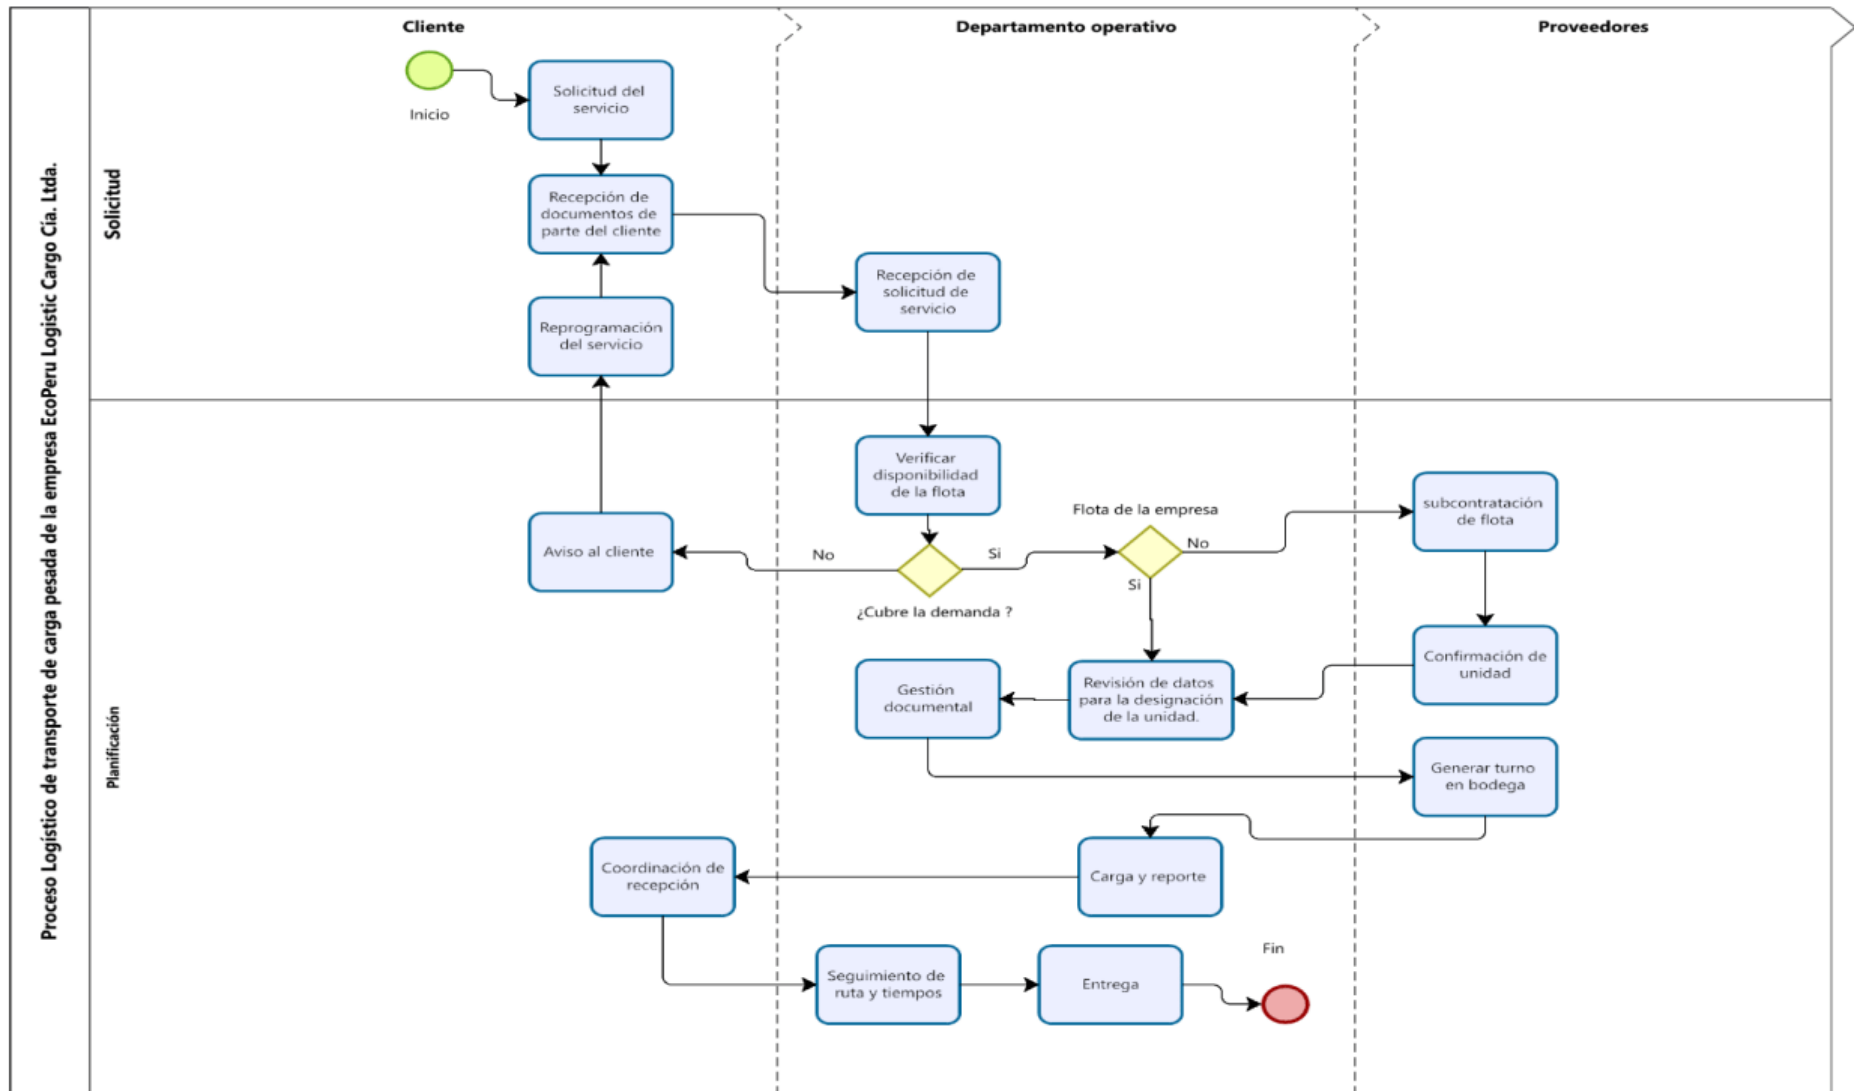 Proceso Logístico de transporte de carga pesada de la empresa EcoPeru Logistic Cargo Cía. Ltda.
Cliente
Departamento operativo
Proveedores
Solicitud
Inicio
Solicitud del
servicio
Recepción de
documentos de
parte del cliente
Recepción de
solicitud de
servicio
Reprogramación
del servicio
Planificación
Verificar
disponibilidad
de la flota
Flota de la empresa
subcontratación
de flota
Aviso al cliente
No
Si
No
Si
¿Cubre la demanda ?
Confirmación de
unidad
Gestión
documental
Revisión de datos
para la designación
de la unidad.
Generar turno
en bodega
Coordinación de
recepción
Carga y reporte
Seguimiento de
ruta y tiempos
Entrega
Fin